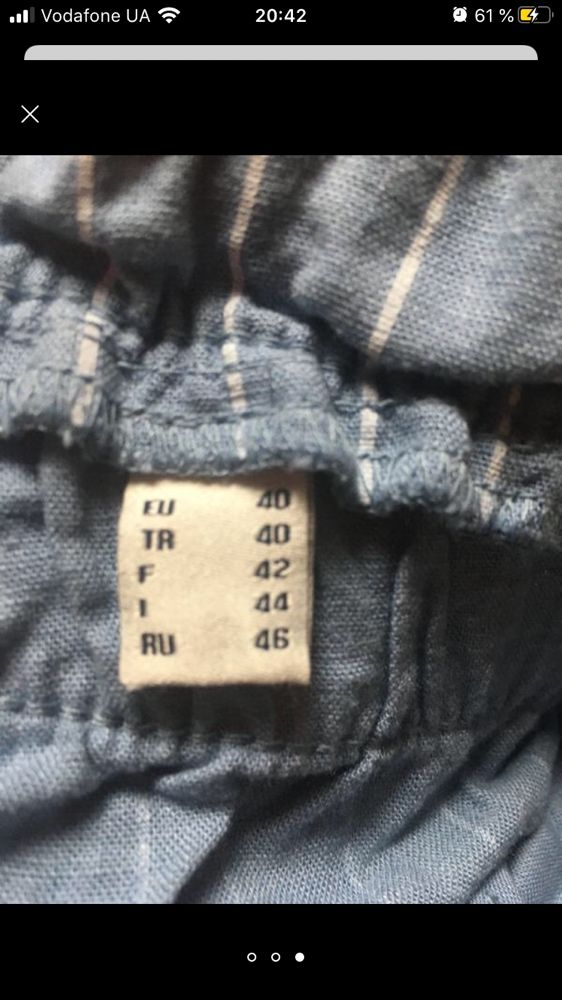 Vodafone UA 20:42 61 %
EU 40
TR 40
F 42
I 44
RU 46